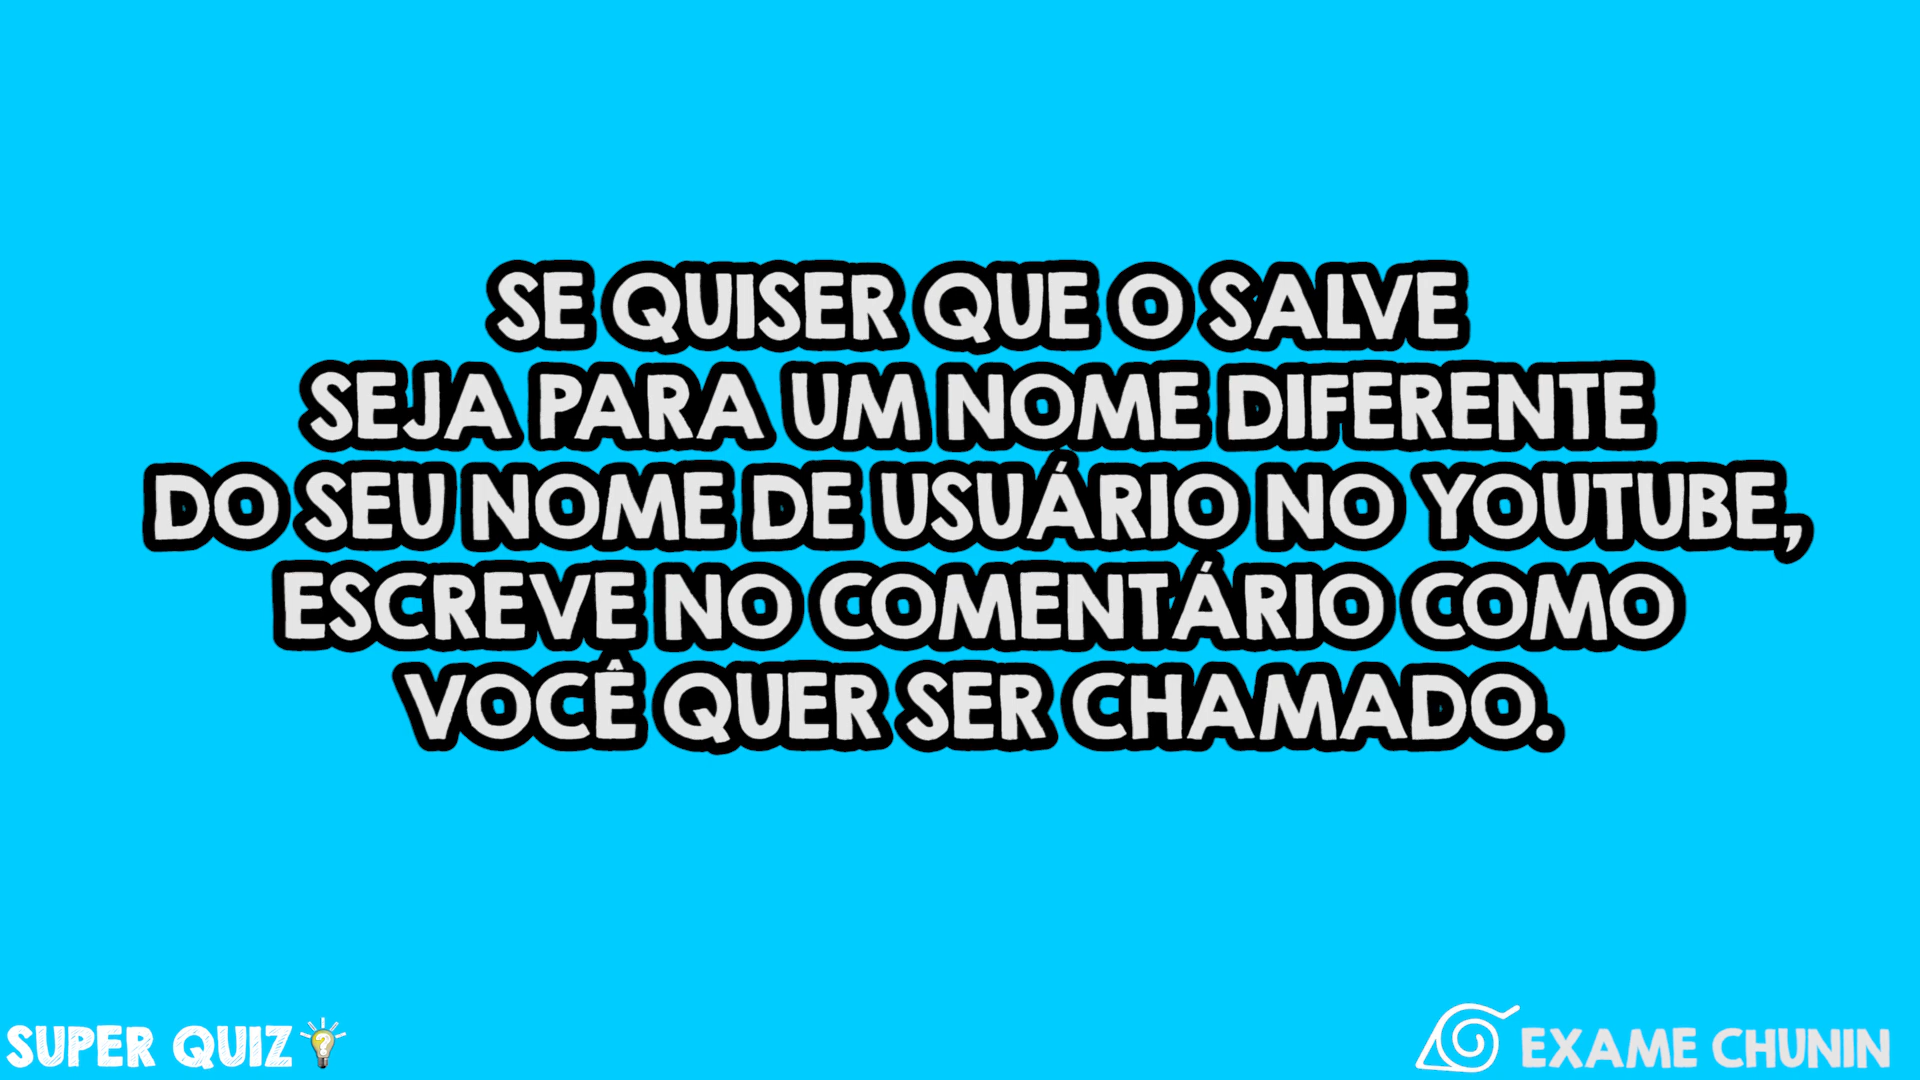 SE QUISER QUE O SALVE
SEJA PARA UM NOME DIFERENTE
DO SEU NOME DE USUÁRIO NO YOUTUBE,
ESCREVE NO COMENTÁRIO COMO
VOCÊ QUER SER CHAMADO.
SUPER QUIZ
EXAME CHUNIN